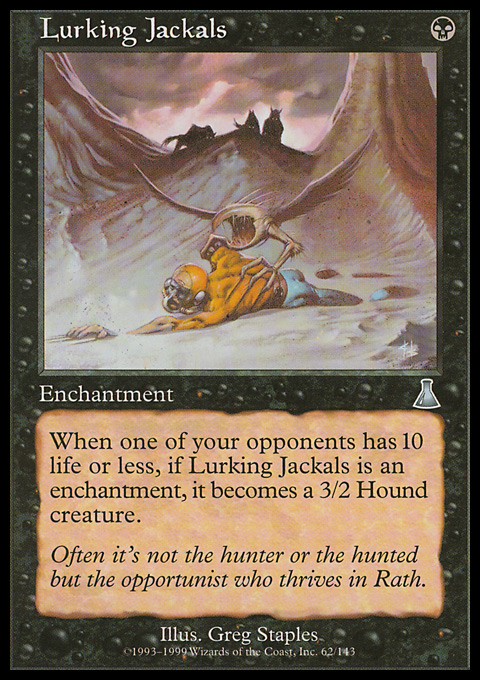 Lurking Jackals
Enchantment
When one of your opponents has 10
life or less, if Lurking Jackals is an
enchantment, it becomes a 3/2 Hound
creature.
Often it's not the hunter or the hunted
but the opportunist who thrives in Rath.
Illus. Greg Staples
©1993–1999 Wizards of the Coast, Inc. 62/143